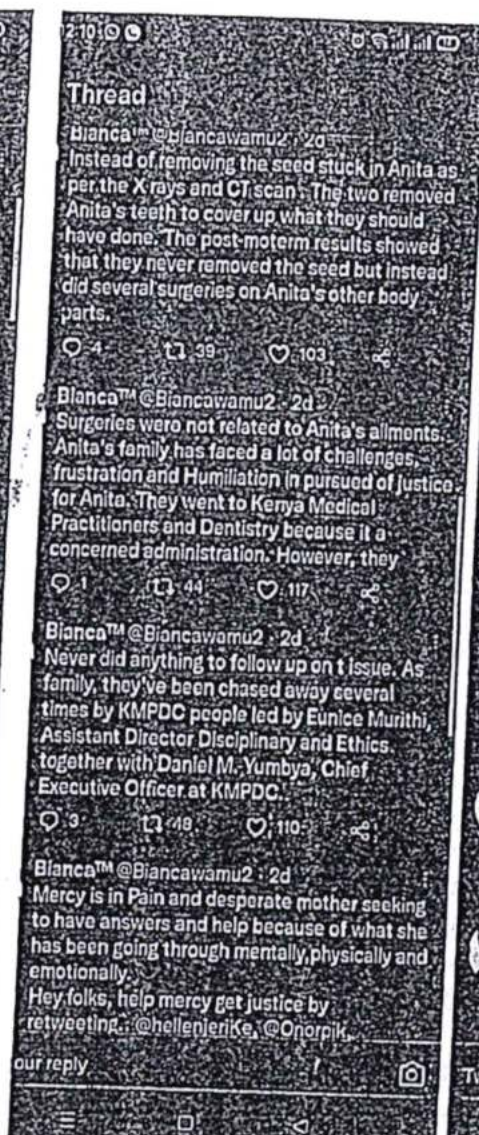 12:10
Thread
Bianca™ @Biancawamu2 · 2d
Instead of removing the seed stuck in Anita as
per the X rays and CT scan. The two removed
Anita's teeth to cover up what they should
have done. The post-moterm results showed
that they never removed the seed but instead
did several surgeries on Anita's other body
parts.
4 39 103
Bianca™ @Biancawamu2 · 2d
Surgeries were not related to Anita's ailments.
Anita's family has faced a lot of challenges,
frustration and Humiliation in pursued of justice
for Anita. They went to Kenya Medical
Practitioners and Dentistry because it a
concerned administration. However, they
1 44 117
Bianca™ @Biancawamu2 · 2d
Never did anything to follow up on t issue. As
family, they've been chased away several
times by KMPDC people led by Eunice Murithi,
Assistant Director Disciplinary and Ethics
together with Daniel M. Yumbya, Chief
Executive Officer at KMPDC.
3 48 110
Bianca™ @Biancawamu2 · 2d
Mercy is in Pain and desperate mother seeking
to have answers and help because of what she
has been going through mentally,physically and
emotionally.
Hey folks, help mercy get justice by
retweeting.. @hellenjeriKe, @Onorpik,
our reply